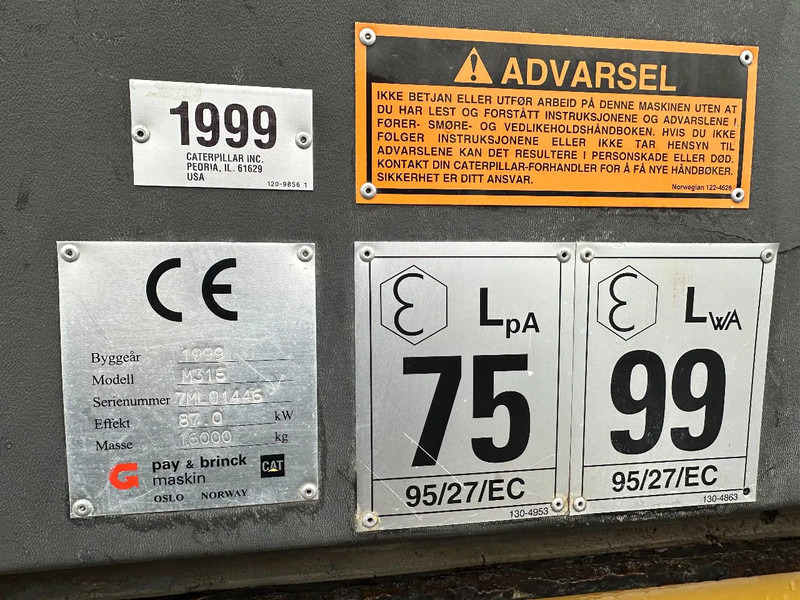 1999
CATERPILLAR INC.
PEORIA, IL. 61629
USA
120-9856 1
ADVARSEL
IKKE BETJAN ELLER UTFØR ARBEID PÅ DENNE MASKINEN UTEN AT
DU HAR LEST OG FORSTÅTT INSTRUKSJONENE OG ADVARSLENE I
FØRER- SMØRE- OG VEDLIKEHOLDSHÅNDBOKEN. HVIS DU IKKE
FØLGER INSTRUKSJONENE ELLER IKKE TAR HENSYN TIL
ADVARSLENE KAN DET RESULTERE I PERSONSKADE ELLER DØD.
KONTAKT DIN CATERPILLAR-FORHANDLER FOR Å FÅ NYE HÅNDBØKER.
SIKKERHET ER DITT ANSVAR.
Norwegian 122-4626
CE
Byggeår 1999
Modell M315
Serienummer 7ML01446
Effekt 87.0 kW
Masse 16000 kg
pay & brinck
maskin
CAT
OSLO NORWAY
LpA
75
95/27/EC
130-4953
LWA
99
95/27/EC
130-4863